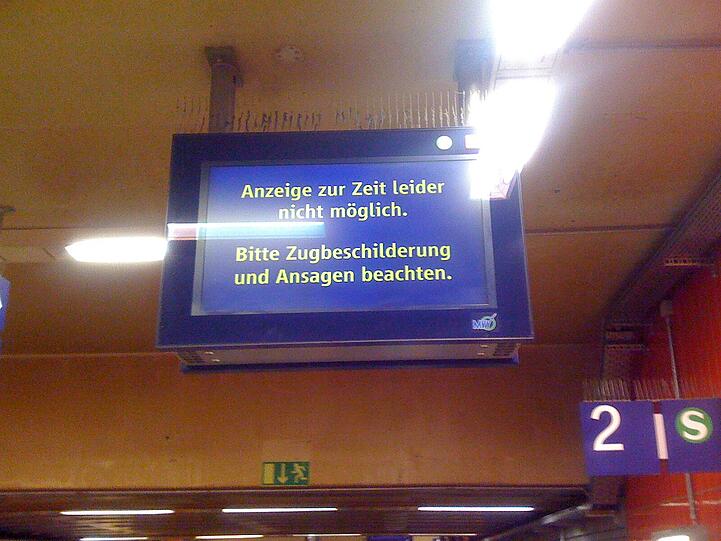 Anzeige zur Zeit leider
nicht möglich.
Bitte Zugbeschilderung
und Ansagen beachten.
2
S